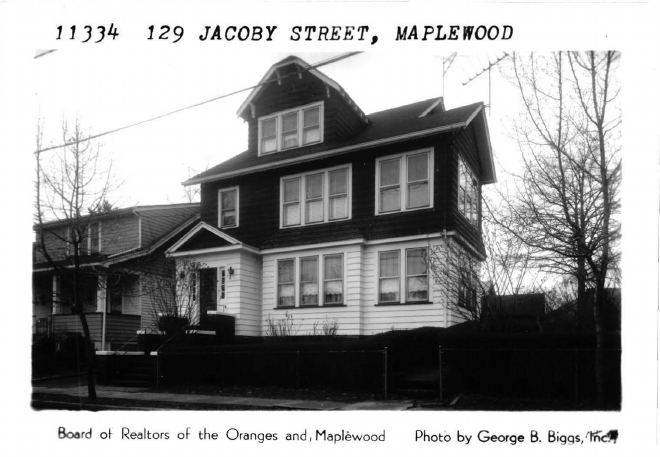 11334 129 JACOBY STREET, MAPLEWOOD
Board of Realtors of the Oranges and, Maplewood Photo by George B. Biggs, Inc.